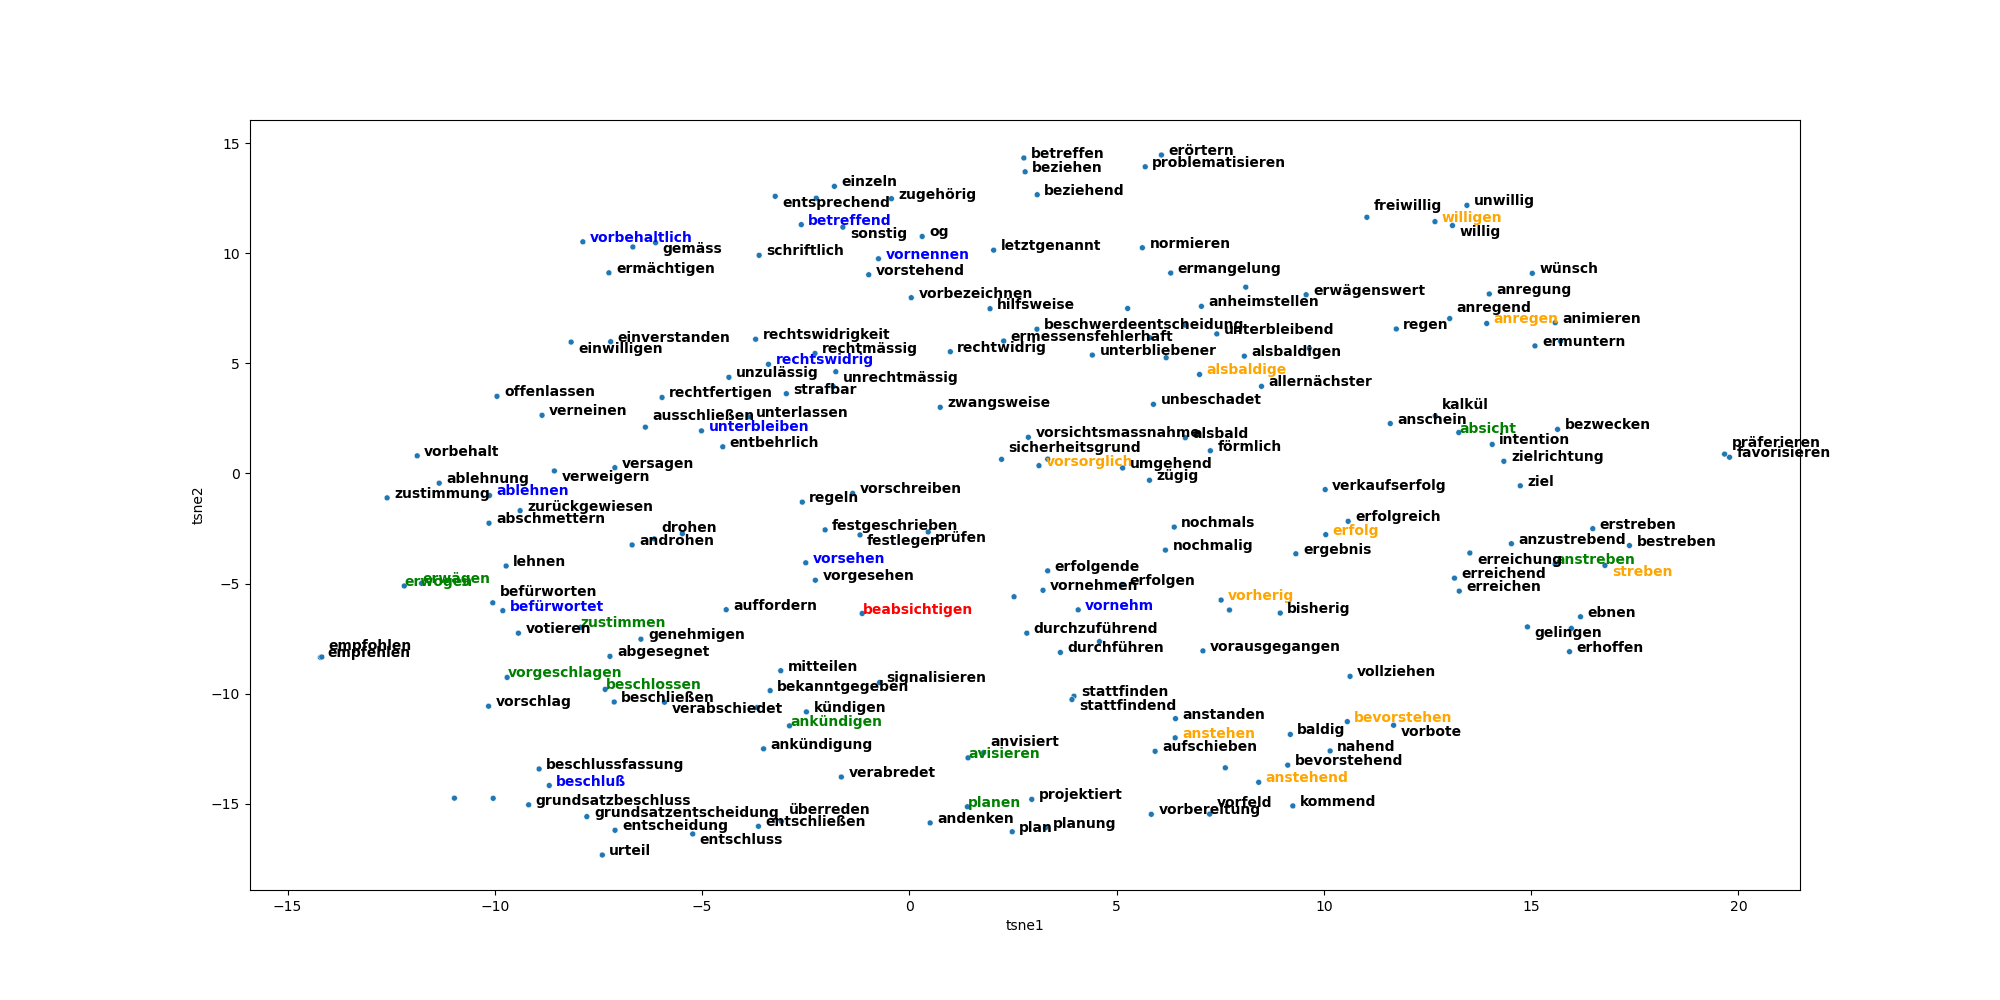 15
10
5
0
−5
−10
−15
tsne2
betreffen
erörtern
beziehen
problematisieren
einzeln
beziehend
zugehörig
entsprechend
unwillig
freiwillig
betreffend
willigen
sonstig
og
willig
vorbehaltlich
normieren
letztgenannt
gemäss
schriftlich
vornennen
ermächtigen
vorstehend
ermangelung
wünsch
vorbezeichnen
erwägenswert
anregung
hilfsweise
anheimstellen
anregend
anregen
animieren
beschwerdeentscheidung
regen
unterbleibend
rechtswidrigkeit
einverstanden
ermessensfehlerhaft
ermuntern
einwilligen
rechtmässig
rechtwidrig
unterbliebener
alsbaldigen
rechtswidrig
unzulässig
alsbaldige
unrechtmässig
allernächster
offenlassen
rechtfertigen
strafbar
verneinen
ausschließen
unterlassen
zwangsweise
unbeschadet
kalkül
unterbleiben
anschein
absicht
bezwecken
entbehrlich
vorsichtsmassnahme
alsbald
intention
präferieren
vorbehalt
sicherheitsgrund
förmlich
zielrichtung
favorisieren
versagen
vorsorglich
umgehend
ablehnung
verweigern
zügig
ziel
zustimmung
ablehnen
vorschreiben
verkaufserfolg
zurückgewiesen
regeln
abschmettern
erfolgreich
drohen
festgeschrieben
nochmals
erfolg
erstreben
androhen
festlegen
prüfen
anzustrebend
bestreben
nochmalig
ergebnis
lehnen
vorsehen
erreichung
anstreben
erwogen
erwägen
vorgesehen
erfolgende
erfolgen
erreichend
streben
befürworten
vornehmen
erreichen
befürwortet
auffordern
beabsichtigen
vornehm
vorherig
bisherig
ebnen
votieren
zustimmen
genehmigen
durchzuführend
gelingen
empfohlen
empfehlen
abgesegnet
durchführen
vorausgegangen
erhoffen
vorgeschlagen
mitteilen
vollziehen
beschlossen
bekanntgegeben
signalisieren
vorschlag
beschließen
verabschiedet
kündigen
stattfinden
stattfindend
ankündigen
anstanden
bevorstehen
ankündigung
anvisiert
anstehen
baldig
vorbote
avisieren
aufschieben
nahend
beschlussfassung
verabredet
bevorstehend
beschluß
anstehend
grundsatzbeschluss
planen
projektiert
vorfeld
kommend
grundsatzentscheidung
überreden
vorbereitung
entscheidung
entschließen
andenken
plan
planung
entschluss
urteil
−15
−10
−5
0
5
10
15
20
tsne1